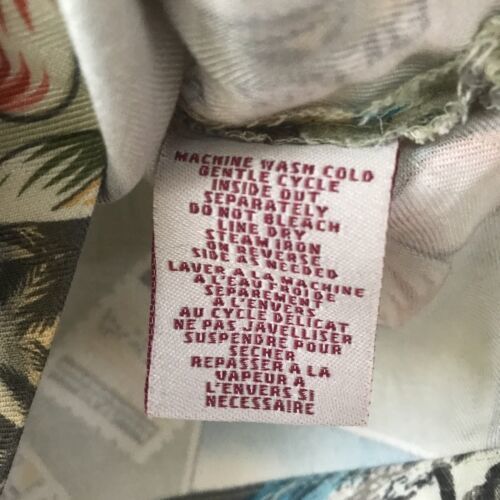 MACHINE WASH COLD
GENTLE CYCLE
INSIDE OUT
SEPARATELY
DO NOT BLEACH
LINE DRY
STEAM IRON
ON REVERSE
SIDE AS NEEDED
LAVER A LA MACHINE
A L'EAU FROIDE
SEPAREMENT
A L'ENVERS
AU CYCLE DELICAT
NE PAS JAVELLISER
SUSPENDRE POUR
SECHER
REPASSER A LA
VAPEUR A
L'ENVERS SI
NECESSAIRE